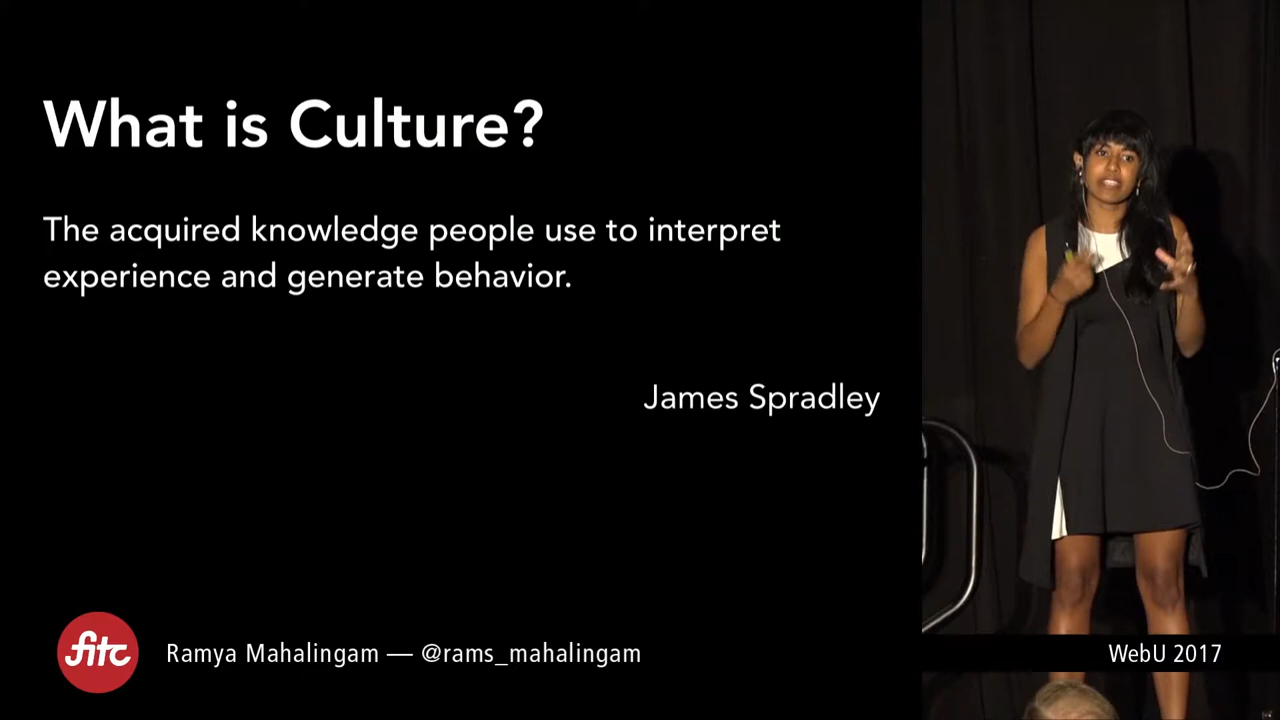 What is Culture?
The acquired knowledge people use to interpret
experience and generate behavior.
James Spradley
fitc
Ramya Mahalingam — @rams_mahalingam
WebU 2017